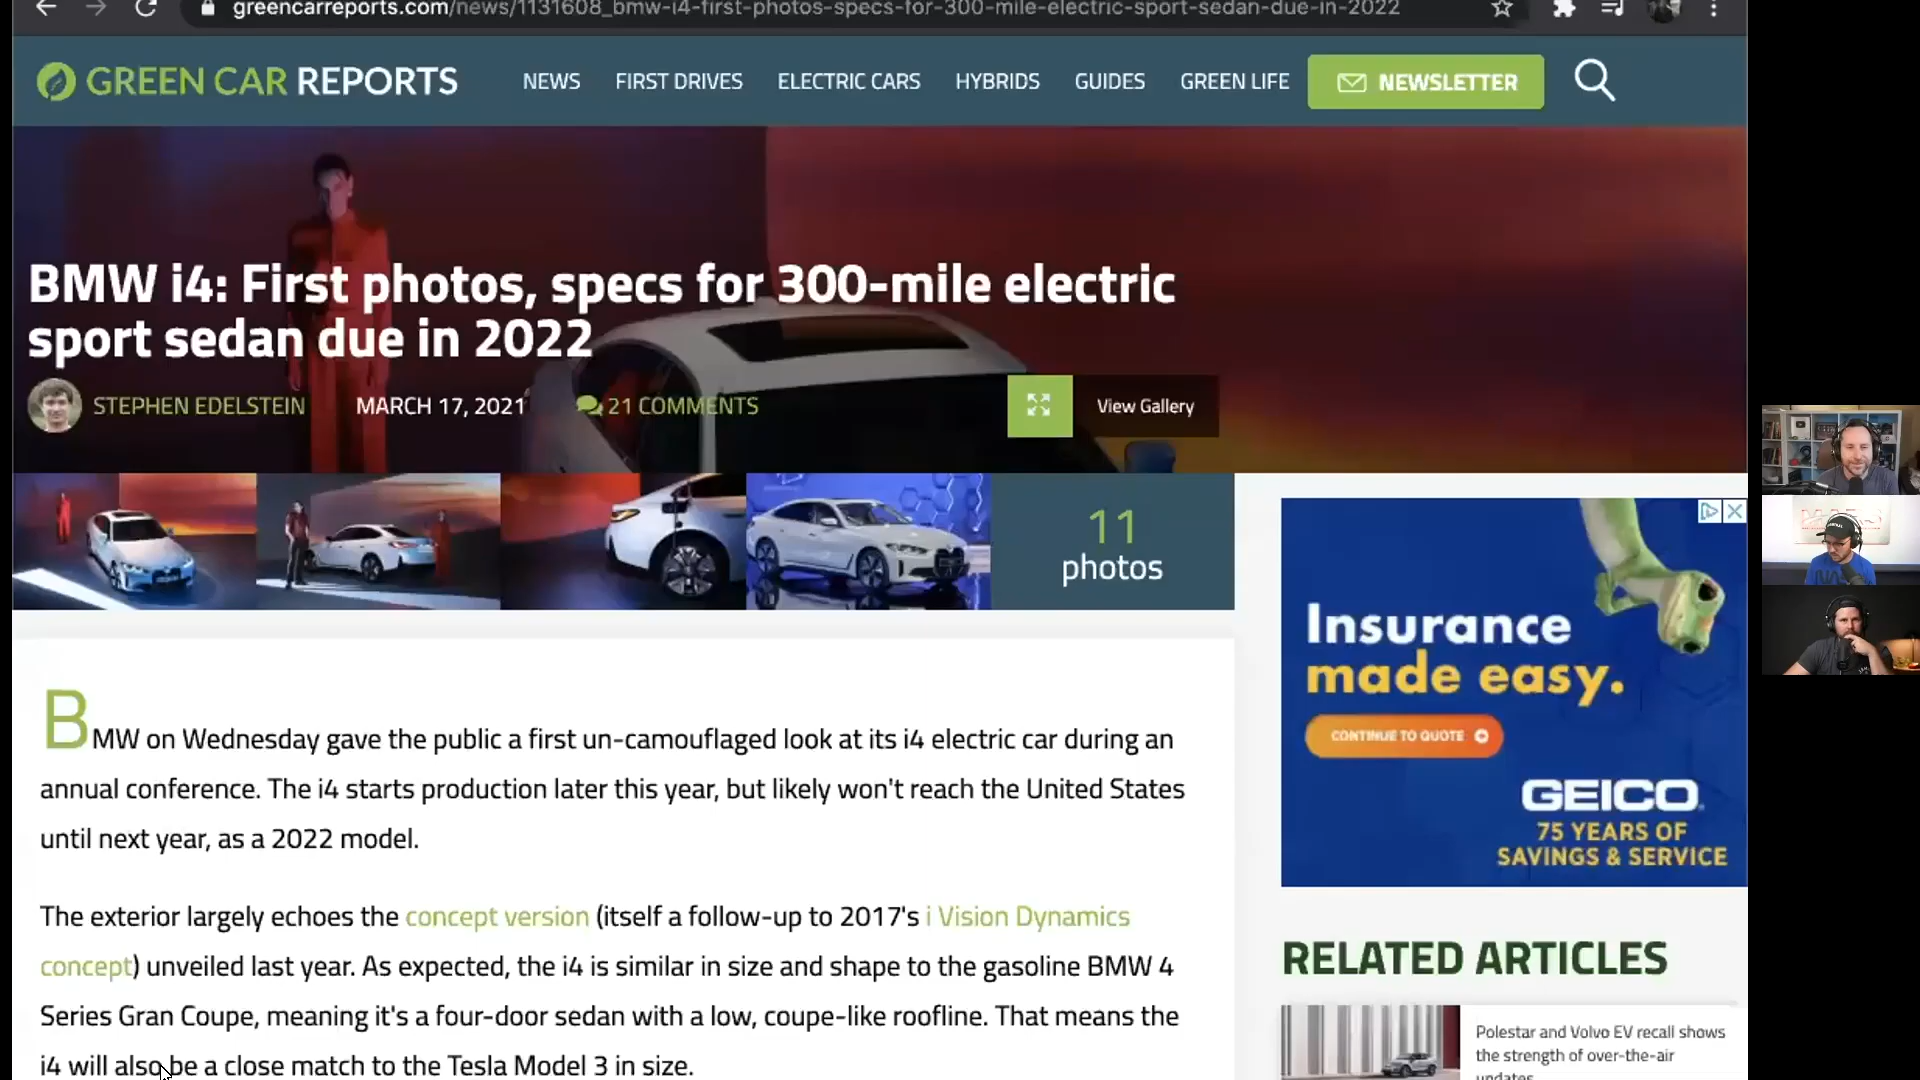 greencarreports.com/news/1131608_bmw-i4-first-photos-specs-for-300-mile-electric-sport-sedan-due-in-2022
GREEN CAR REPORTS
NEWS
FIRST DRIVES
ELECTRIC CARS
HYBRIDS
GUIDES
GREEN LIFE
NEWSLETTER
BMW i4: First photos, specs for 300-mile electric
sport sedan due in 2022
STEPHEN EDELSTEIN
MARCH 17, 2021
21 COMMENTS
View Gallery
11
photos
BMW on Wednesday gave the public a first un-camouflaged look at its i4 electric car during an
annual conference. The i4 starts production later this year, but likely won't reach the United States
until next year, as a 2022 model.
The exterior largely echoes the concept version (itself a follow-up to 2017's i Vision Dynamics
concept) unveiled last year. As expected, the i4 is similar in size and shape to the gasoline BMW 4
Series Gran Coupe, meaning it's a four-door sedan with a low, coupe-like roofline. That means the
i4 will also be a close match to the Tesla Model 3 in size.
Insurance
made easy.
CONTINUE TO QUOTE
GEICO
75 YEARS OF
SAVINGS & SERVICE
RELATED ARTICLES
Polestar and Volvo EV recall shows
the strength of over-the-air
updates